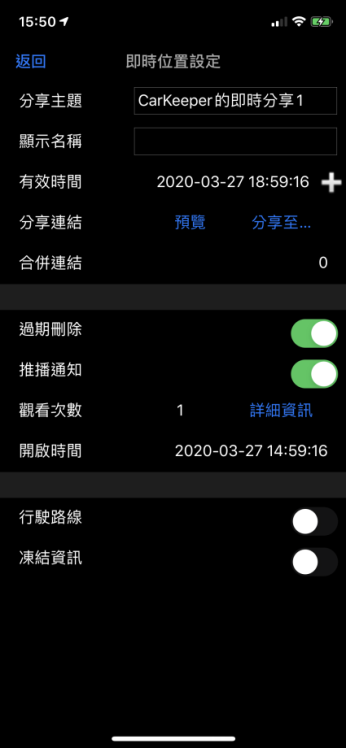 15:50
返回 即時位置設定
分享主題 CarKeeper的即時分享1
顯示名稱
有效時間 2020-03-27 18:59:16
分享連結 預覽 分享至...
合併連結 0
過期刪除
推播通知
觀看次數 1 詳細資訊
開啟時間 2020-03-27 14:59:16
行駛路線
凍結資訊